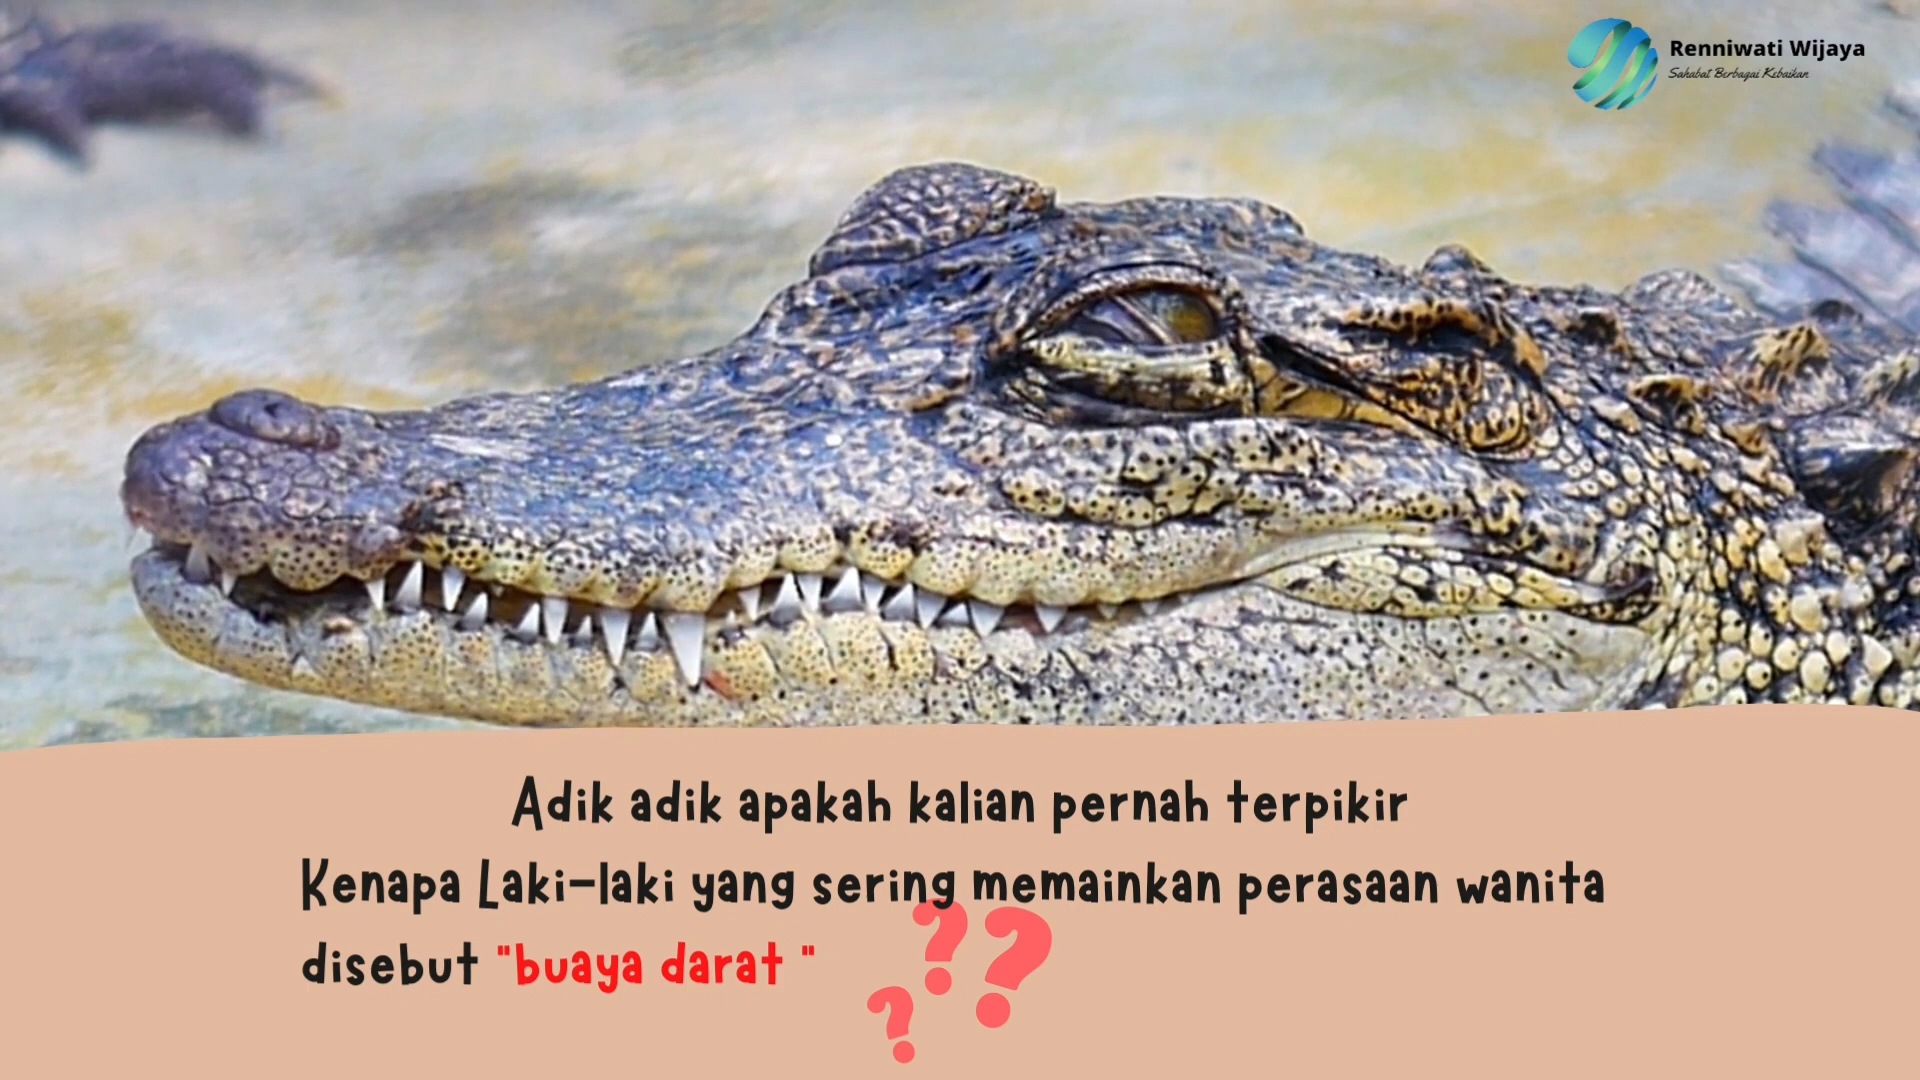 Renniwati Wijaya
Sahabat Berbagai Kebaikan
Adik adik apakah kalian pernah terpikir
Kenapa Laki-laki yang sering memainkan perasaan wanita
disebut "buaya darat "
???